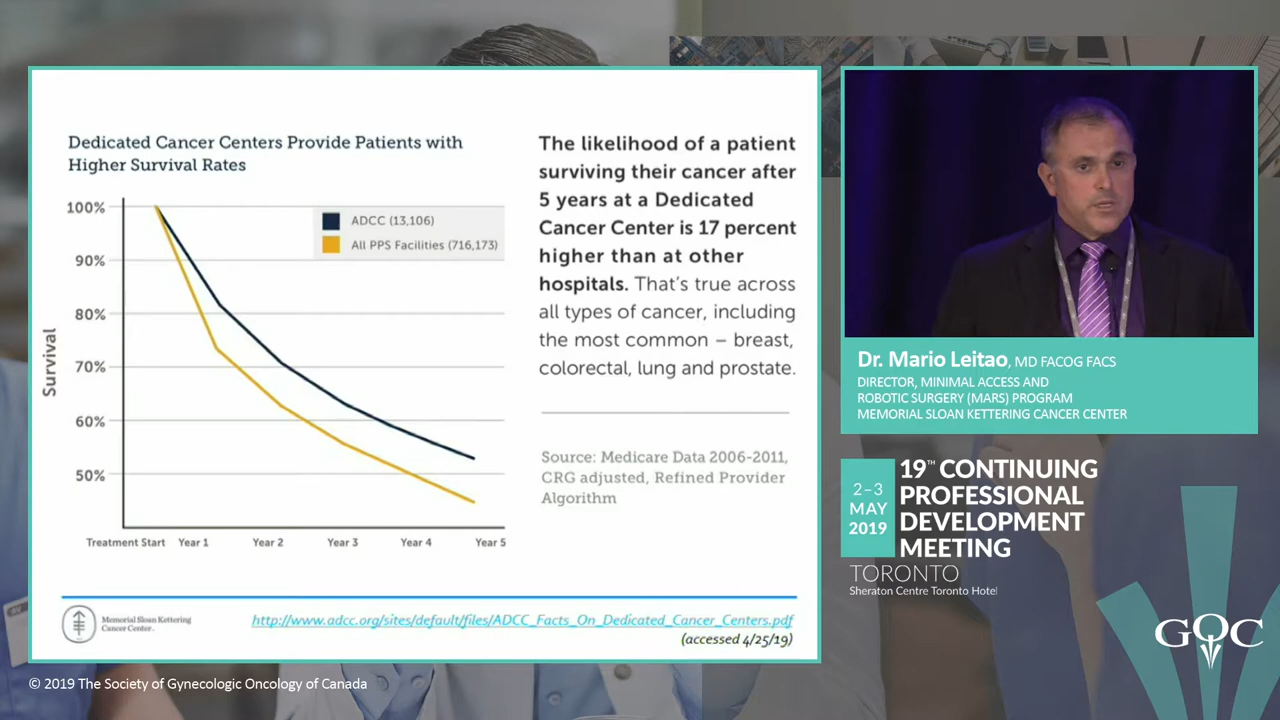 Dedicated Cancer Centers Provide Patients with
Higher Survival Rates
100%
90%
80%
70%
60%
50%
Survival
ADCC (13,106)
All PPS Facilities (716,173)
Treatment Start Year 1 Year 2 Year 3 Year 4 Year 5
The likelihood of a patient
surviving their cancer after
5 years at a Dedicated
Cancer Center is 17 percent
higher than at other
hospitals. That's true across
all types of cancer, including
the most common – breast,
colorectal, lung and prostate.
Source: Medicare Data 2006-2011,
CRG adjusted, Refined Provider
Algorithm
Memorial Sloan Kettering
Cancer Center.
http://www.adcc.org/sites/default/files/ADCC_Facts_On_Dedicated_Cancer_Centers.pdf
(accessed 4/25/19)
Dr. Mario Leitao, MD FACOG FACS
DIRECTOR, MINIMAL ACCESS AND
ROBOTIC SURGERY (MARS) PROGRAM
MEMORIAL SLOAN KETTERING CANCER CENTER
2–3
MAY
2019
19TH CONTINUING
PROFESSIONAL
DEVELOPMENT
MEETING
TORONTO
Sheraton Centre Toronto Hotel
GOC
© 2019 The Society of Gynecologic Oncology of Canada